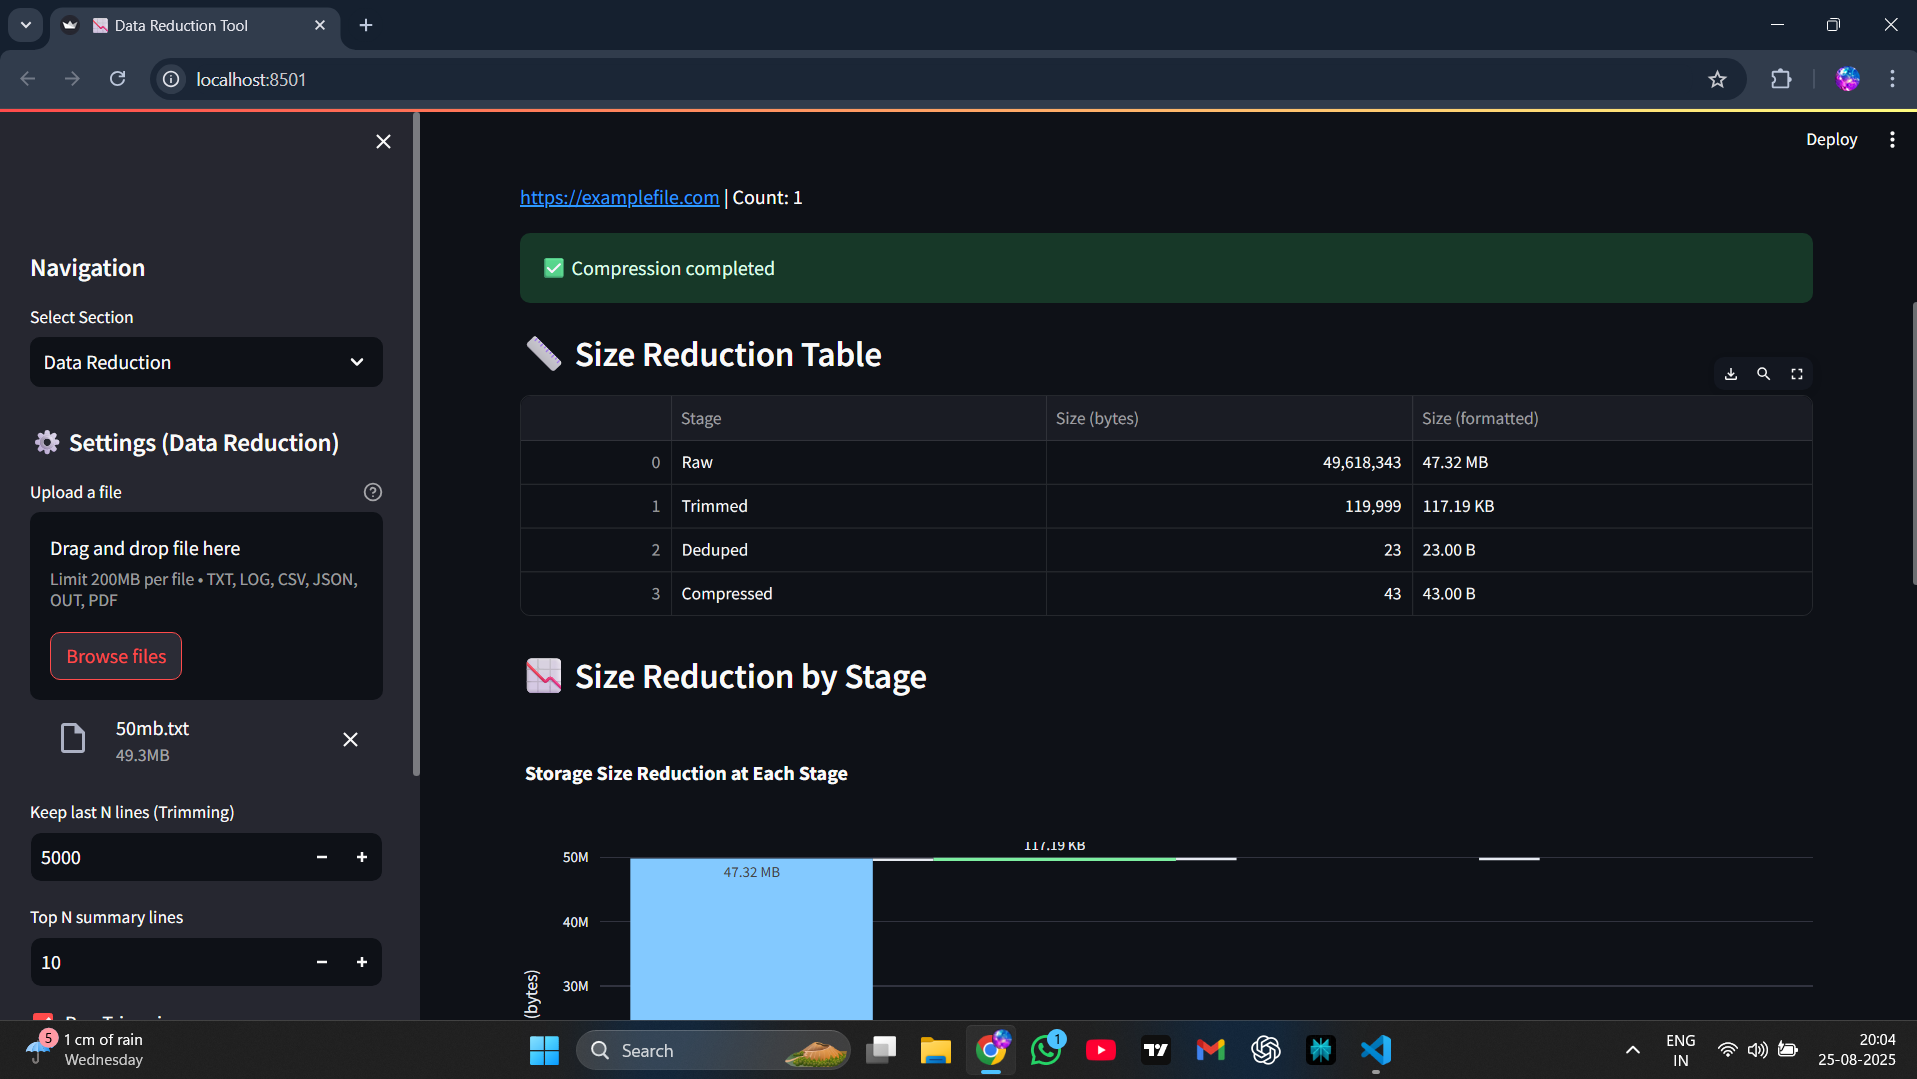 Data Reduction Tool
localhost:8501
Deploy
Navigation
Select Section
Data Reduction
Settings (Data Reduction)
Upload a file
Drag and drop file here
Limit 200MB per file • TXT, LOG, CSV, JSON,
OUT, PDF
Browse files
50mb.txt
49.3MB
Keep last N lines (Trimming)
5000
Top N summary lines
10
https://examplefile.com | Count: 1
✅ Compression completed
Size Reduction Table
Stage Size (bytes) Size (formatted)
0 Raw 49,618,343 47.32 MB
1 Trimmed 119,999 117.19 KB
2 Deduped 23 23.00 B
3 Compressed 43 43.00 B
Size Reduction by Stage
Storage Size Reduction at Each Stage
117.19 KB
50M
47.32 MB
40M
30M
(bytes)
5
1 cm of rain
Wednesday
Search
1
ENG
IN
20:04
25-08-2025